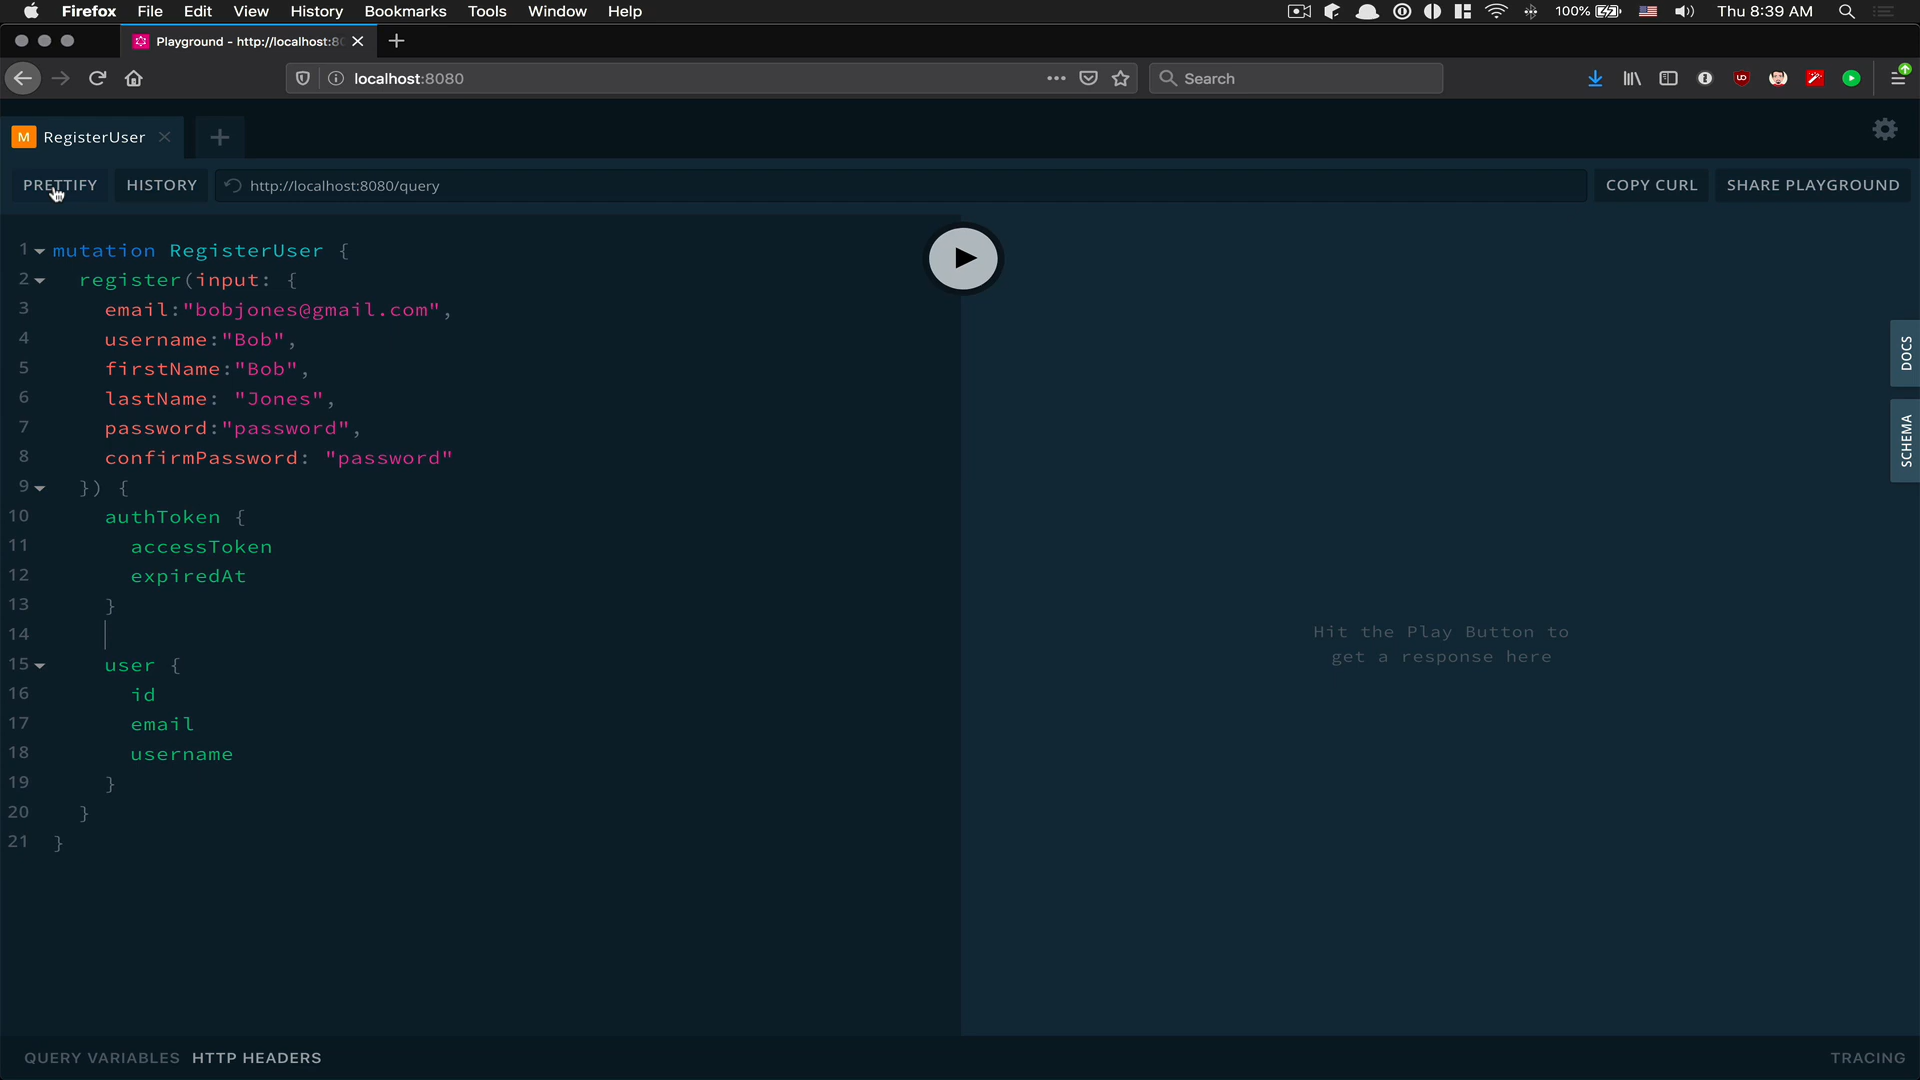 Firefox File Edit View History Bookmarks Tools Window Help 100% Thu 8:39 AM
Playground - http://localhost:80
localhost:8080 Search
M RegisterUser
PRETTIFY HISTORY http://localhost:8080/query COPY CURL SHARE PLAYGROUND
1 mutation RegisterUser {
2 register(input: {
3 email:"bobjones@gmail.com",
4 username:"Bob",
5 firstName:"Bob",
6 lastName: "Jones",
7 password:"password",
8 confirmPassword: "password"
9 }) {
10 authToken {
11 accessToken
12 expiredAt
13 }
14
15 user {
16 id
17 email
18 username
19 }
20 }
21 }
Hit the Play Button to
get a response here
DOCS
SCHEMA
QUERY VARIABLES HTTP HEADERS TRACING